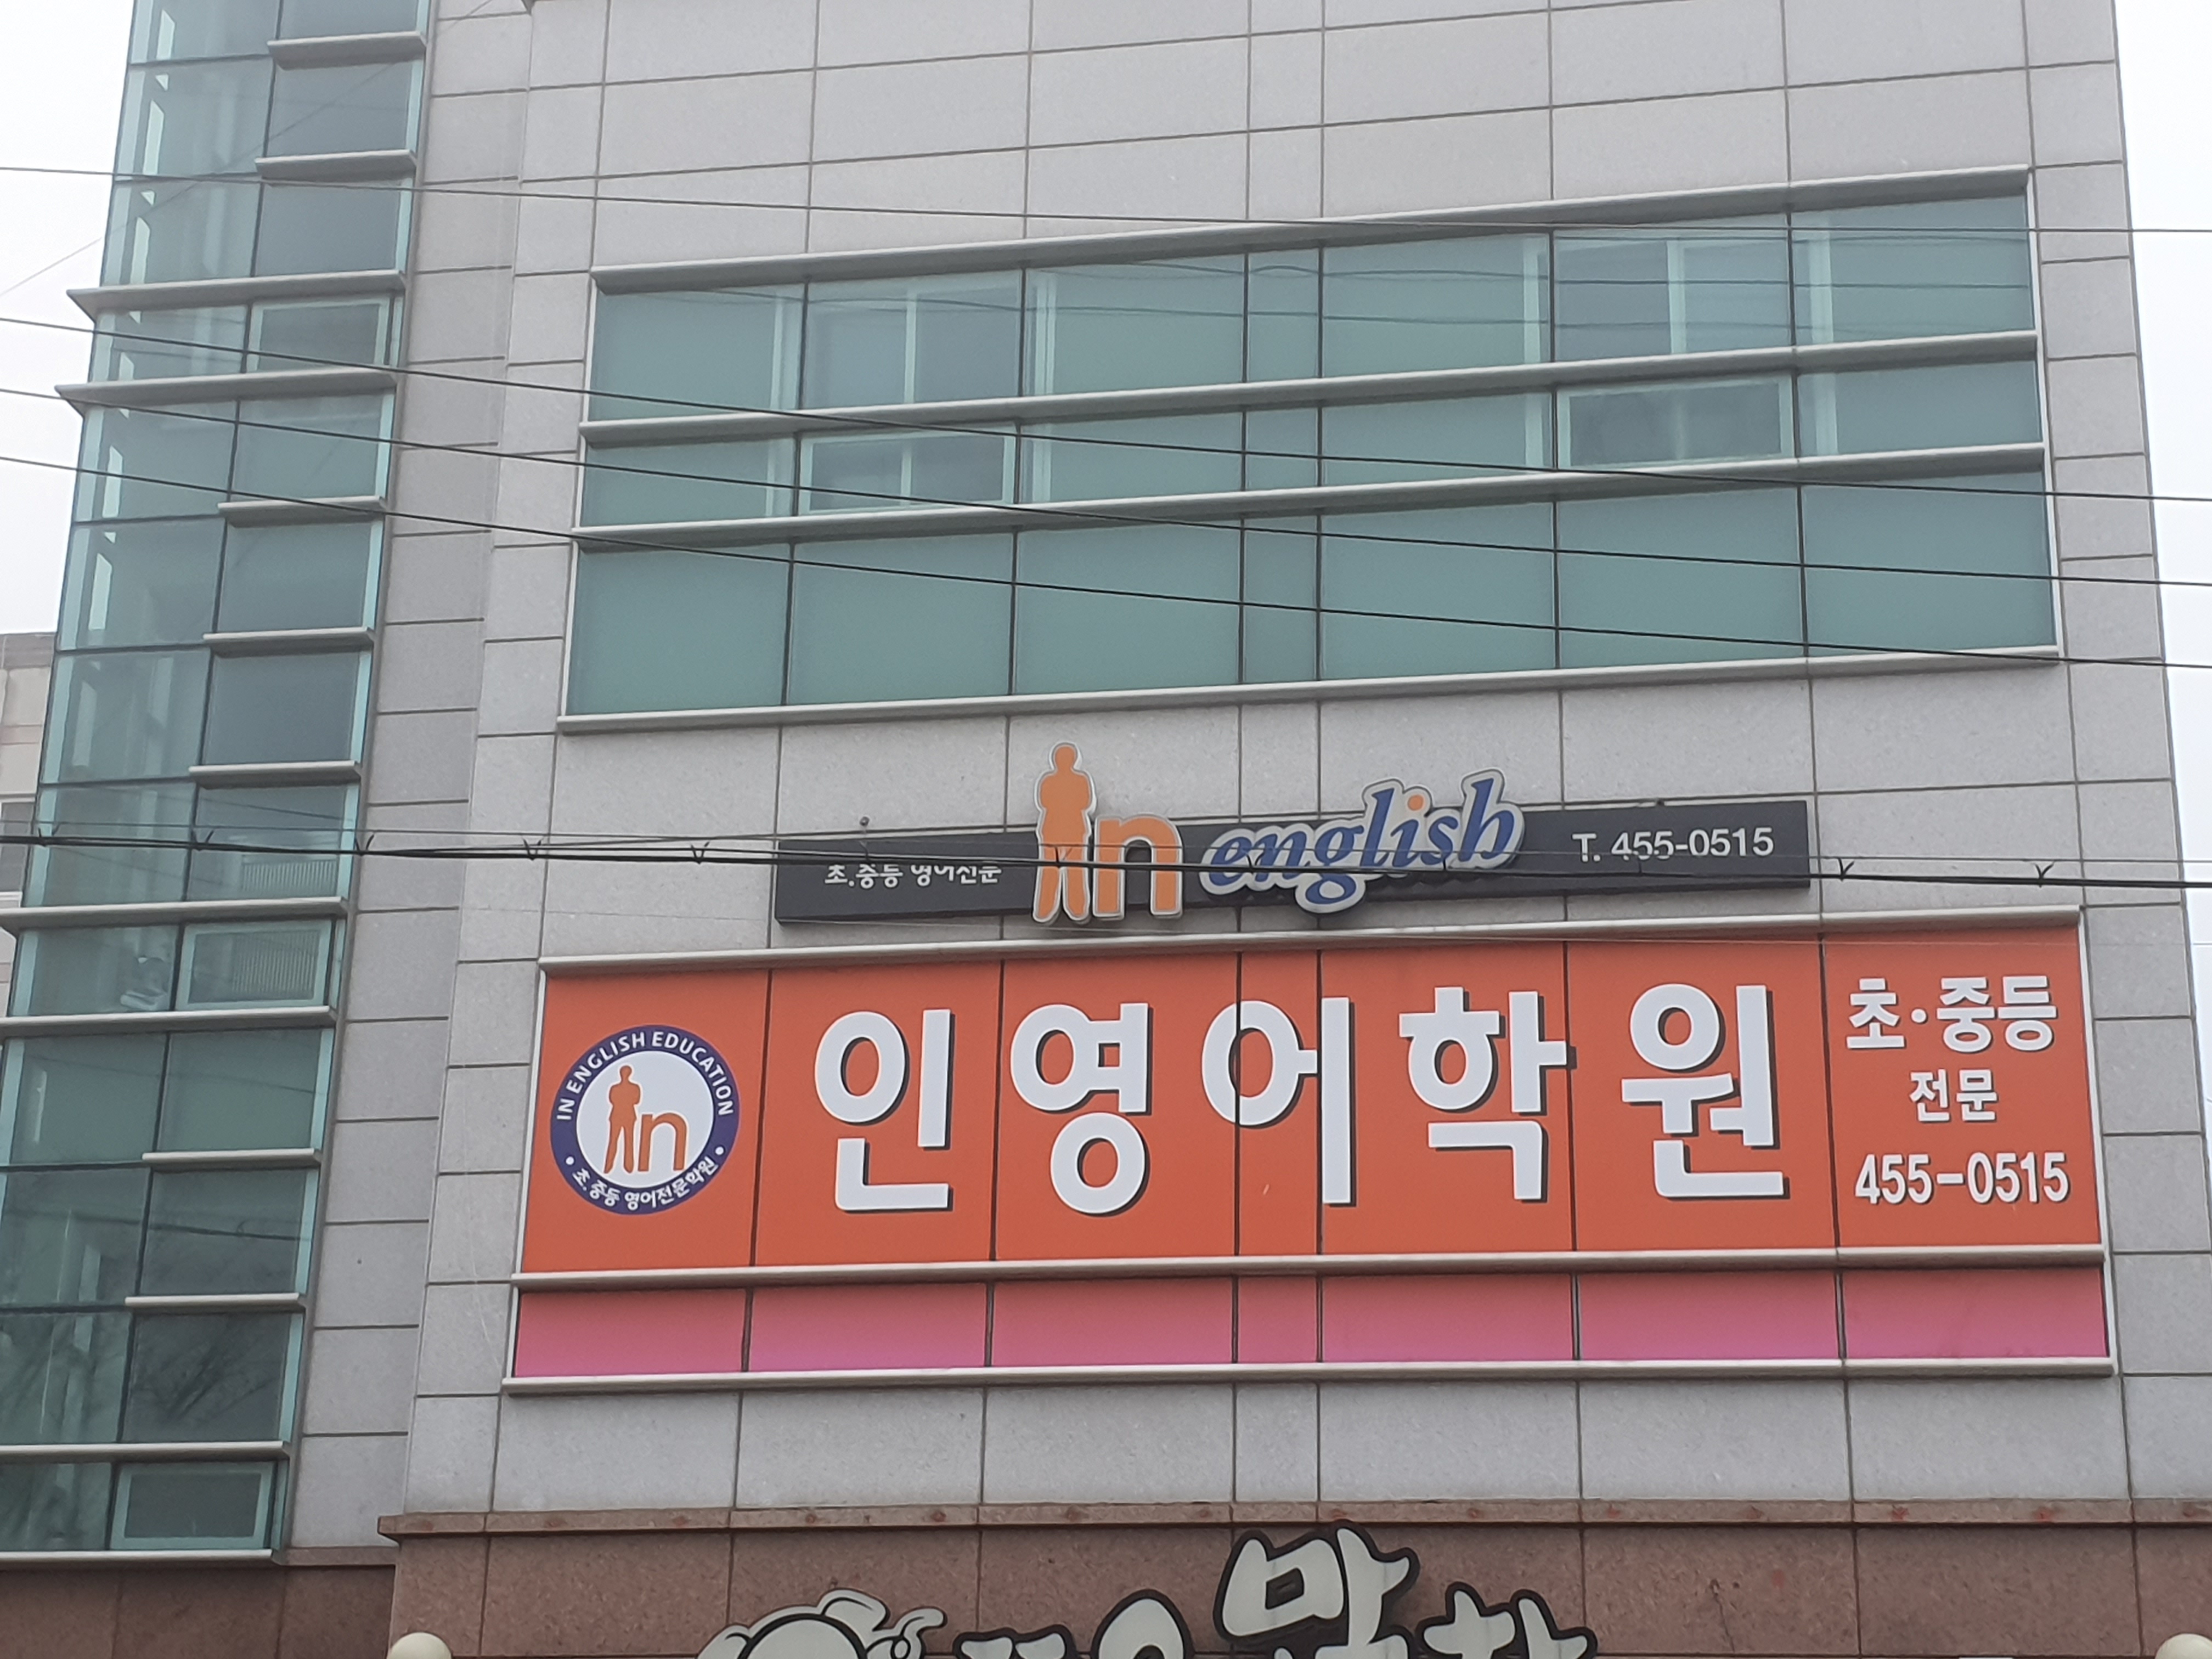 초.중등 영어전문
in english
T. 455-0515
IN ENGLISH EDUCATION
in
초.중등 영어전문학원
인영어학원
초·중등
전문
455-0515